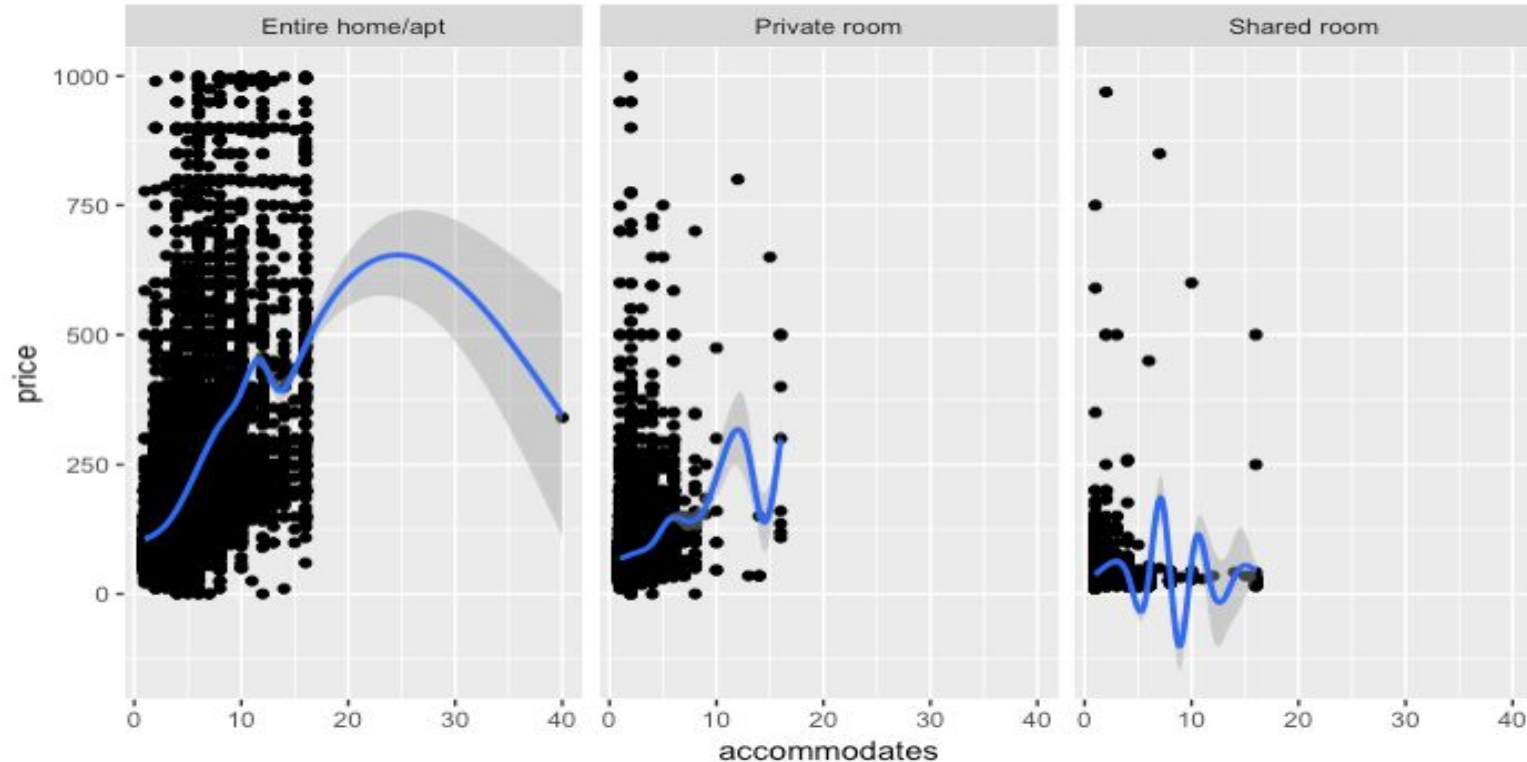 Entire home/apt Private room Shared room
1000
750
500
250
0
price
0 10 20 30 40 0 10 20 30 40 0 10 20 30 40
accommodates